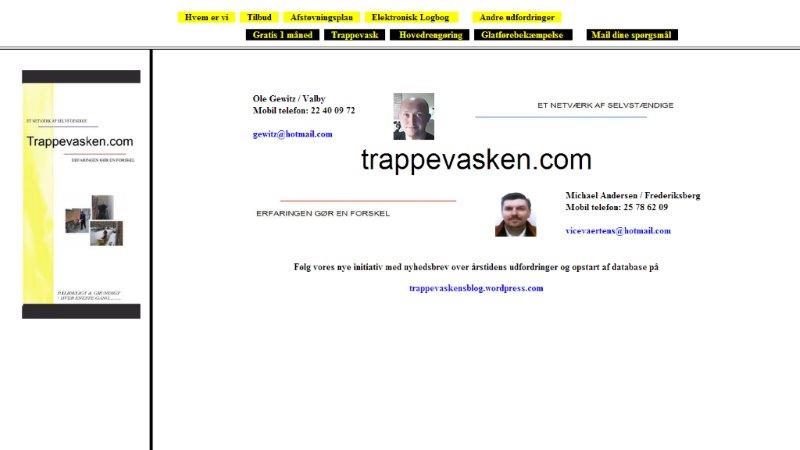 Hvem er vi Tilbud Afstøvningsplan Elektronisk Logbog Andre udfordringer
Gratis 1 måned Trappevask Hovedrengøring Glatførebekæmpelse Mail dine spørgsmål
ET NETVÆRK AF SELVSTÆNDIGE
Trappevasken.com
ERFARINGEN GØR EN FORSKEL
PÅLIDELIGT & GRUNDIGT
- HVER ENESTE GANG
Ole Gewitz / Valby
Mobil telefon: 22 40 09 72
gewitz@hotmail.com
ET NETVÆRK AF SELVSTÆNDIGE
trappevasken.com
ERFARINGEN GØR EN FORSKEL
Michael Andersen / Frederiksberg
Mobil telefon: 25 78 62 09
vicevaertens@hotmail.com
Følg vores nye initiativ med nyhedsbrev over årstidens udfordringer og opstart af database på
trappevaskensblog.wordpress.com